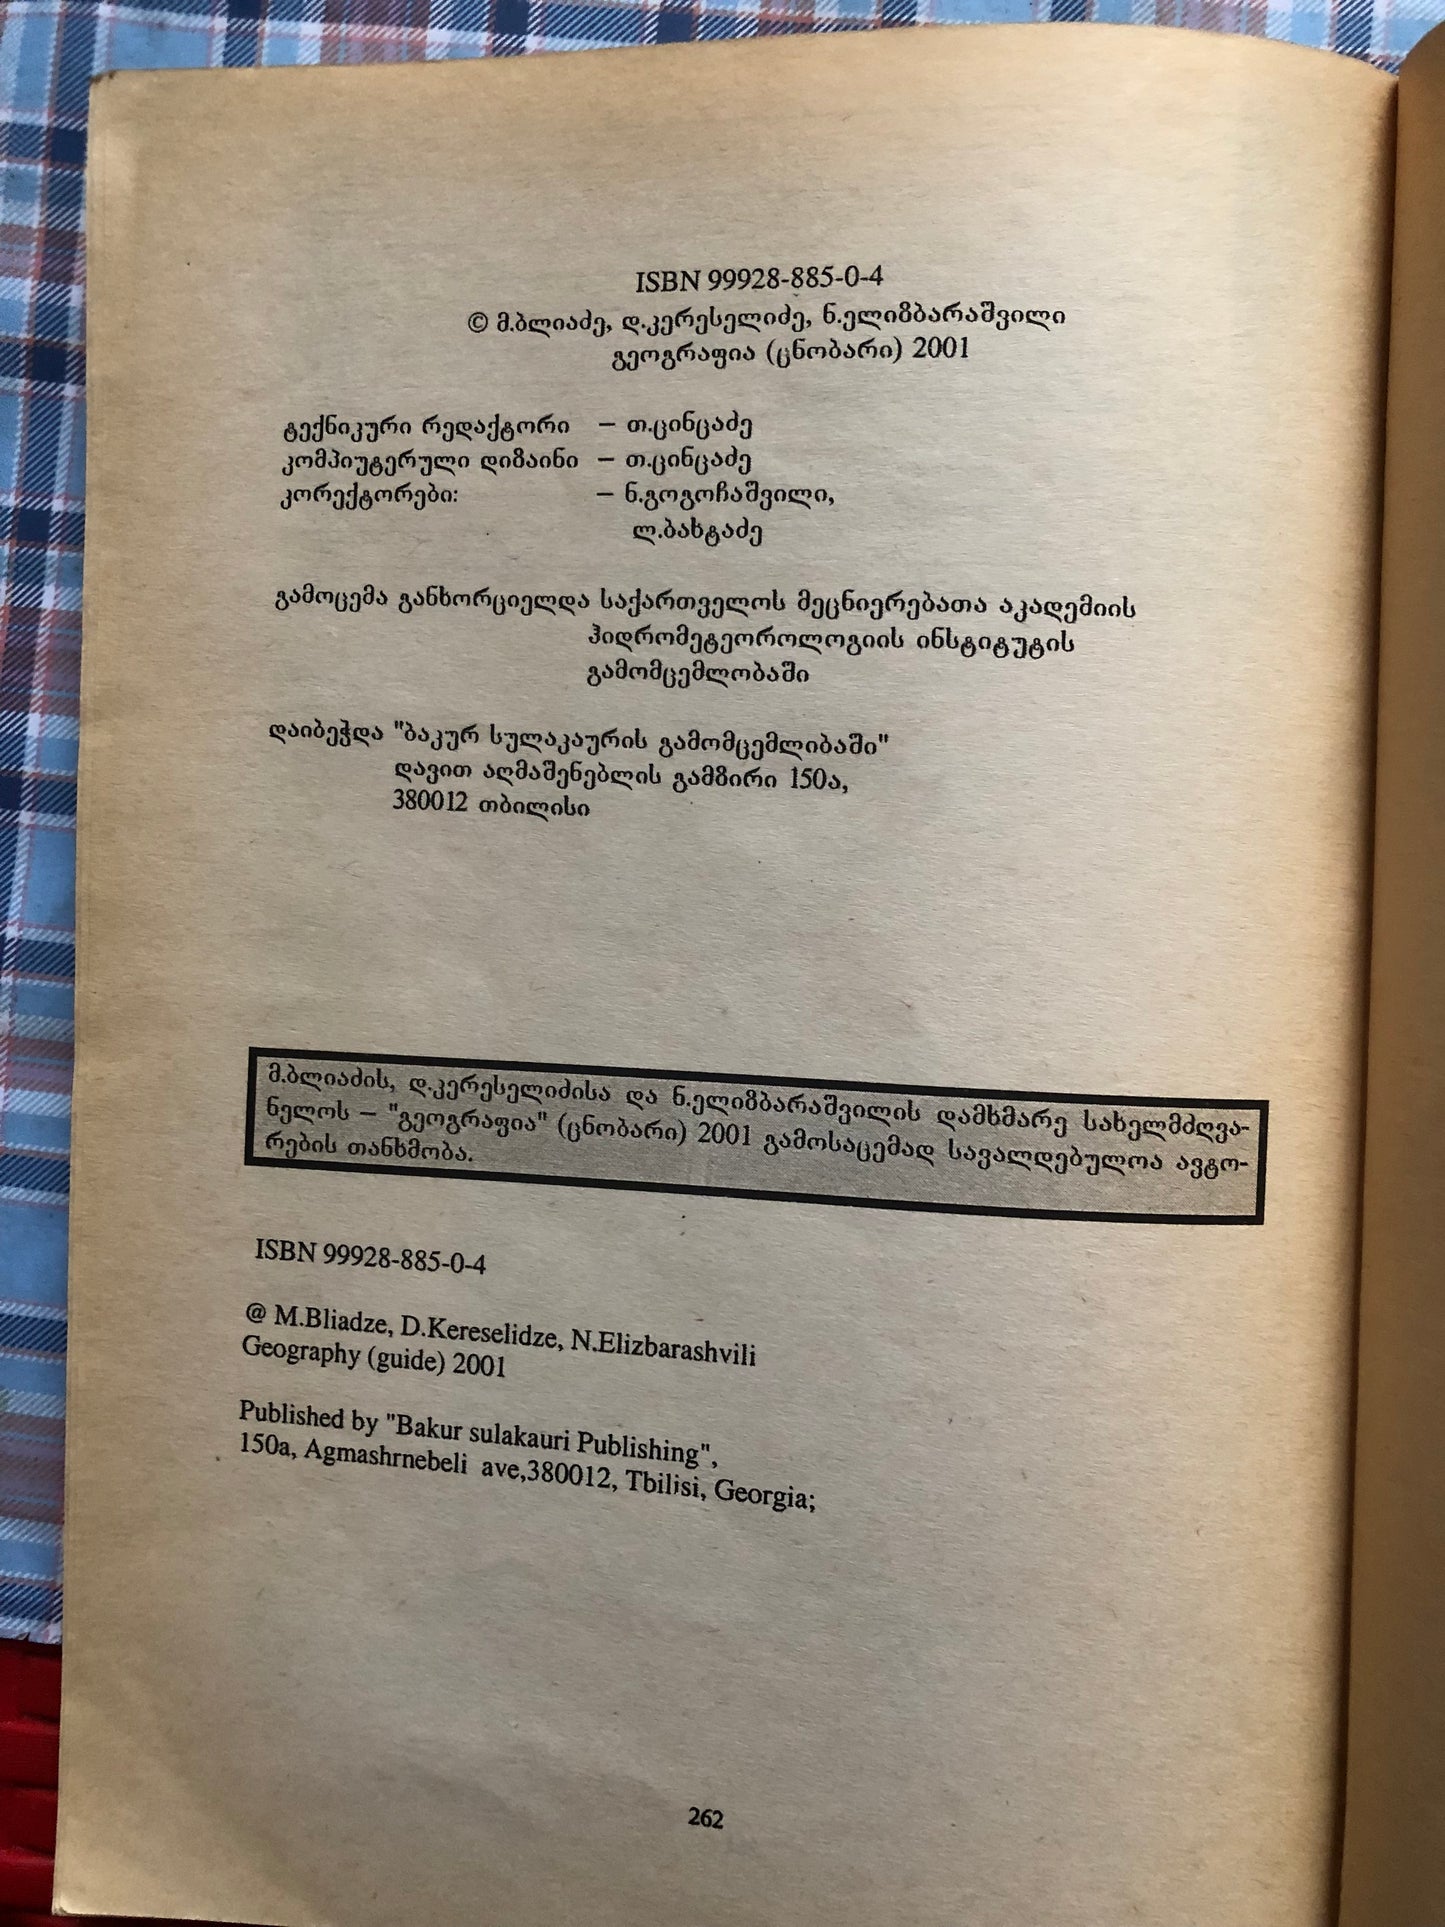 ISBN 99928-885-0-4
© მ.ბლიაძე, დ.კერესელიძე, ნ.ელიზბარაშვილი
გეოგრაფია (ცნობარი) 2001
ტექნიკური რედაქტორი – თ.ცინცაძე
კომპიუტერული დიზაინი – თ.ცინცაძე
კორექტორები: – ნ.გოგოჩაშვილი,
ლ.ბახტაძე
გამოცემა განხორციელდა საქართველოს მეცნიერებათა აკადემიის
ჰიდრომეტეოროლოგიის ინსტიტუტის
გამომცემლობაში
დაიბეჭდა "ბაკურ სულაკაურის გამომცემლიბაში"
დავით აღმაშენებლის გამზირი 150ა,
380012 თბილისი
მ.ბლიაძის, დ.კერესელიძისა და ნ.ელიზბარაშვილის დამხმარე სახელმძღვა-
ნელოს – "გეოგრაფია" (ცნობარი) 2001 გამოსაცემად სავალდებულოა ავტო-
რების თანხმობა.
ISBN 99928-885-0-4
@ M.Bliadze, D.Kereselidze, N.Elizbarashvili
Geography (guide) 2001
Published by "Bakur sulakauri Publishing",
150a, Agmashrnebeli ave,380012, Tbilisi, Georgia;
262